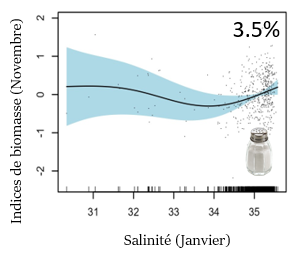 3.5%
Indices de biomasse (Novembre)
2
1
0
-1
-2
31 32 33 34 35
Salinité (Janvier)